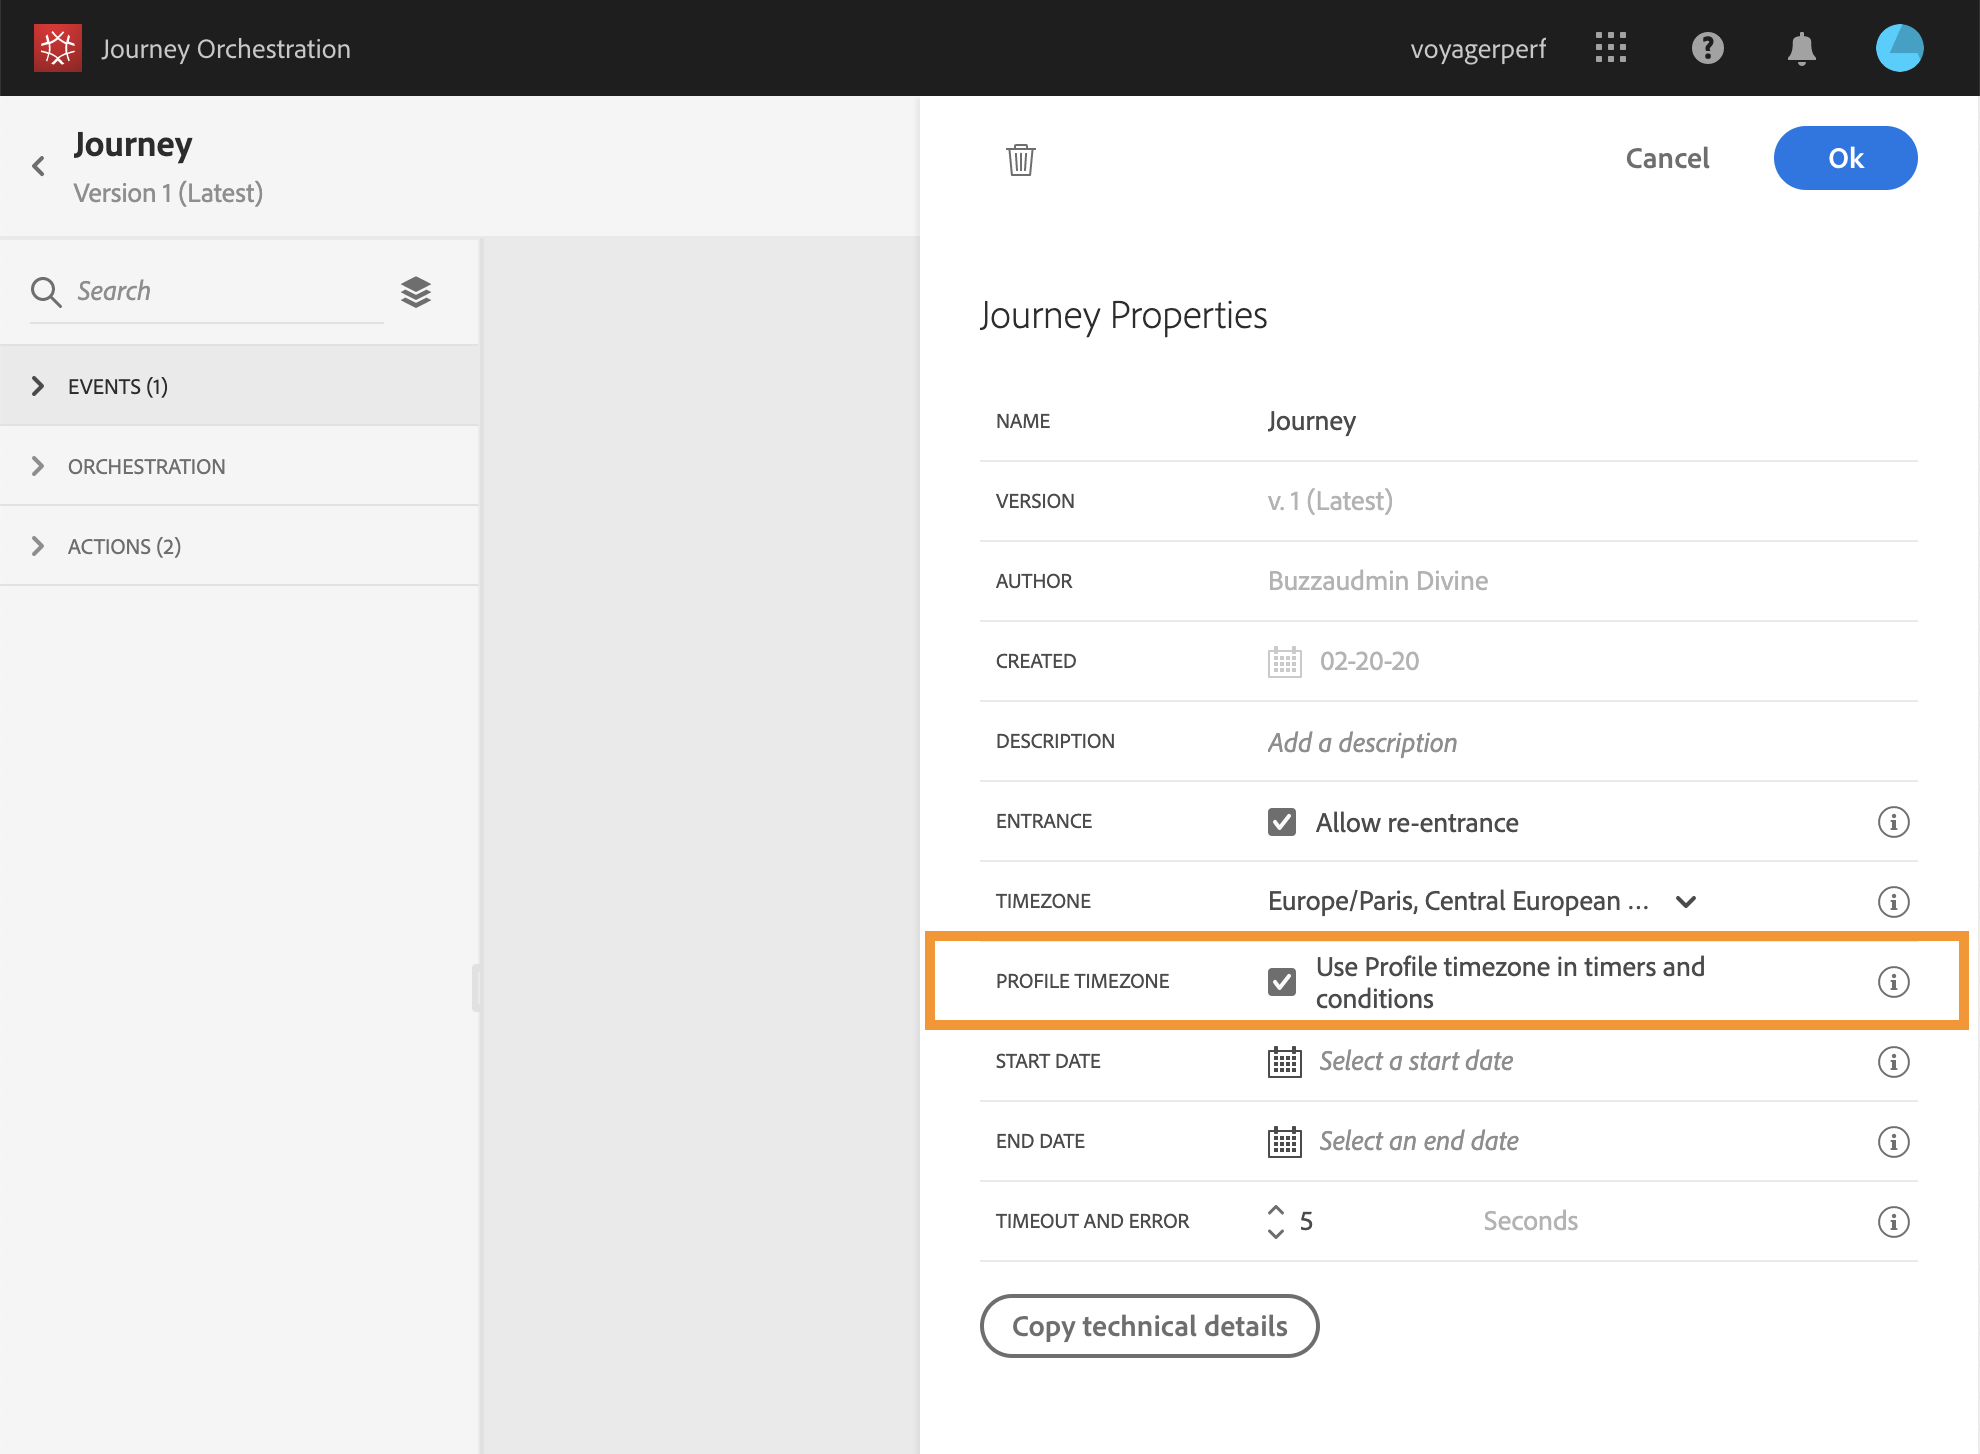 Journey Orchestration
voyagerperf
Journey
Version 1 (Latest)
Search
EVENTS (1)
ORCHESTRATION
ACTIONS (2)
Cancel
Ok
Journey Properties
NAME Journey
VERSION v. 1 (Latest)
AUTHOR Buzzaudmin Divine
CREATED 02-20-20
DESCRIPTION Add a description
ENTRANCE Allow re-entrance
TIMEZONE Europe/Paris, Central European ...
PROFILE TIMEZONE Use Profile timezone in timers and
conditions
START DATE Select a start date
END DATE Select an end date
TIMEOUT AND ERROR 5 Seconds
Copy technical details